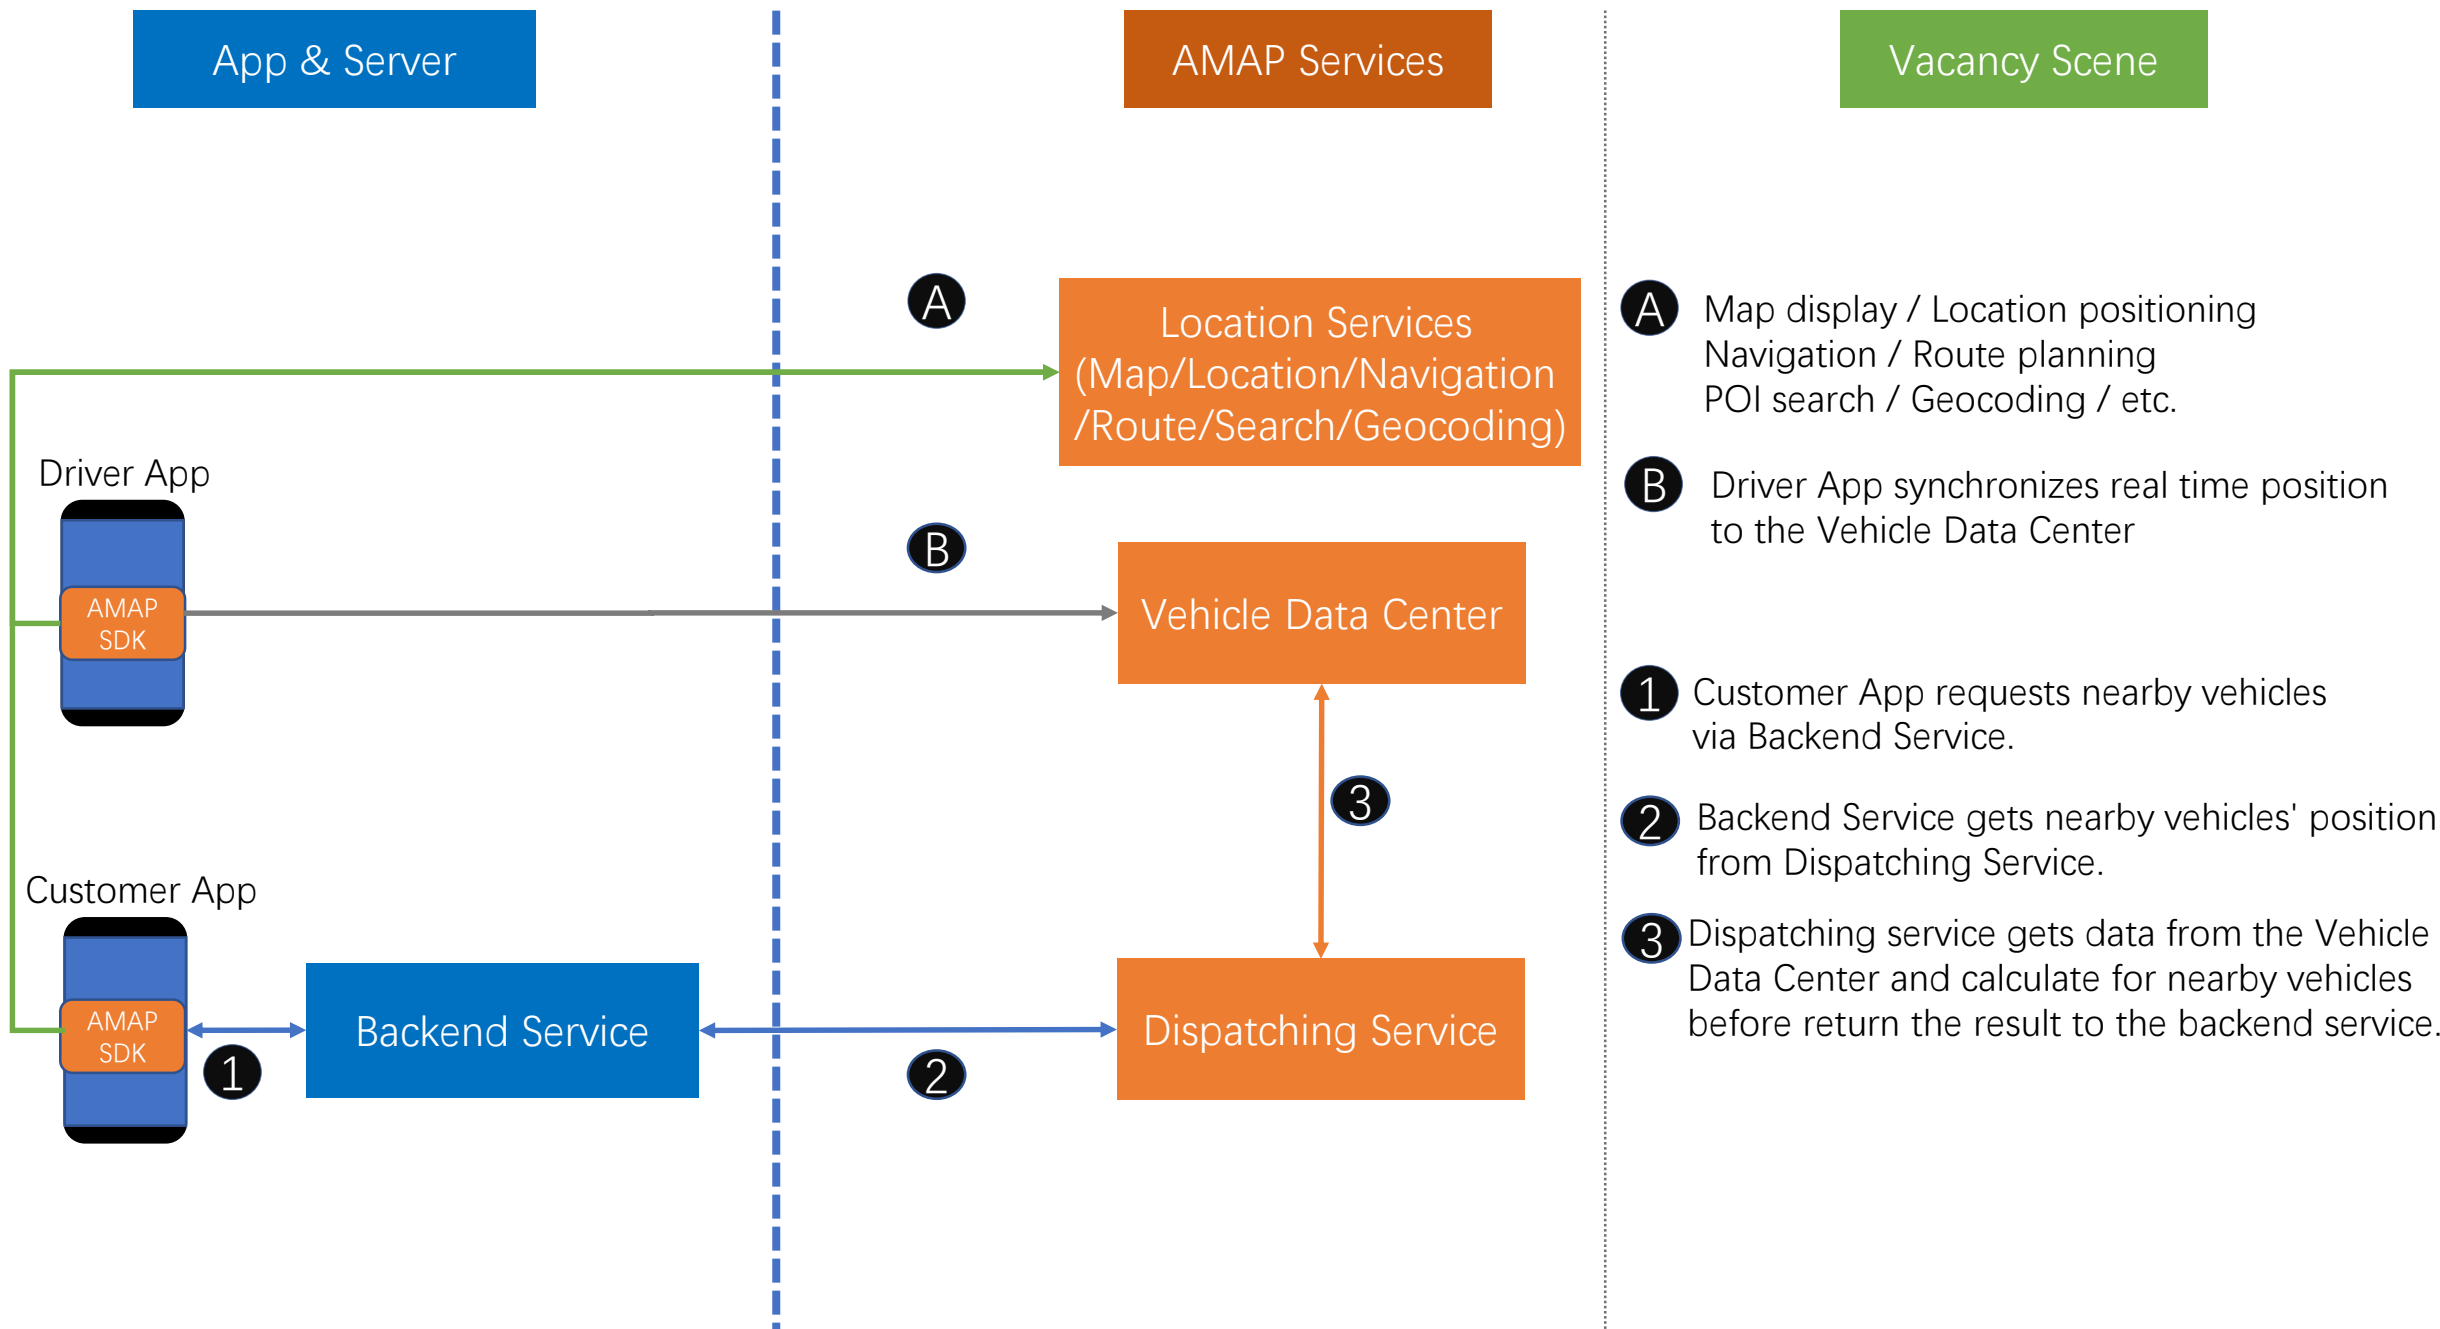 App & Server
AMAP Services
Vacancy Scene
A
Location Services
(Map/Location/Navigation
/Route/Search/Geocoding)
A
Map display / Location positioning
Navigation / Route planning
POI search / Geocoding / etc.
Driver App
AMAP
SDK
B
Vehicle Data Center
B
Driver App synchronizes real time position
to the Vehicle Data Center
1
Customer App requests nearby vehicles
via Backend Service.
3
2
Backend Service gets nearby vehicles' position
from Dispatching Service.
Customer App
AMAP
SDK
1
Backend Service
2
Dispatching Service
3
Dispatching service gets data from the Vehicle
Data Center and calculate for nearby vehicles
before return the result to the backend service.